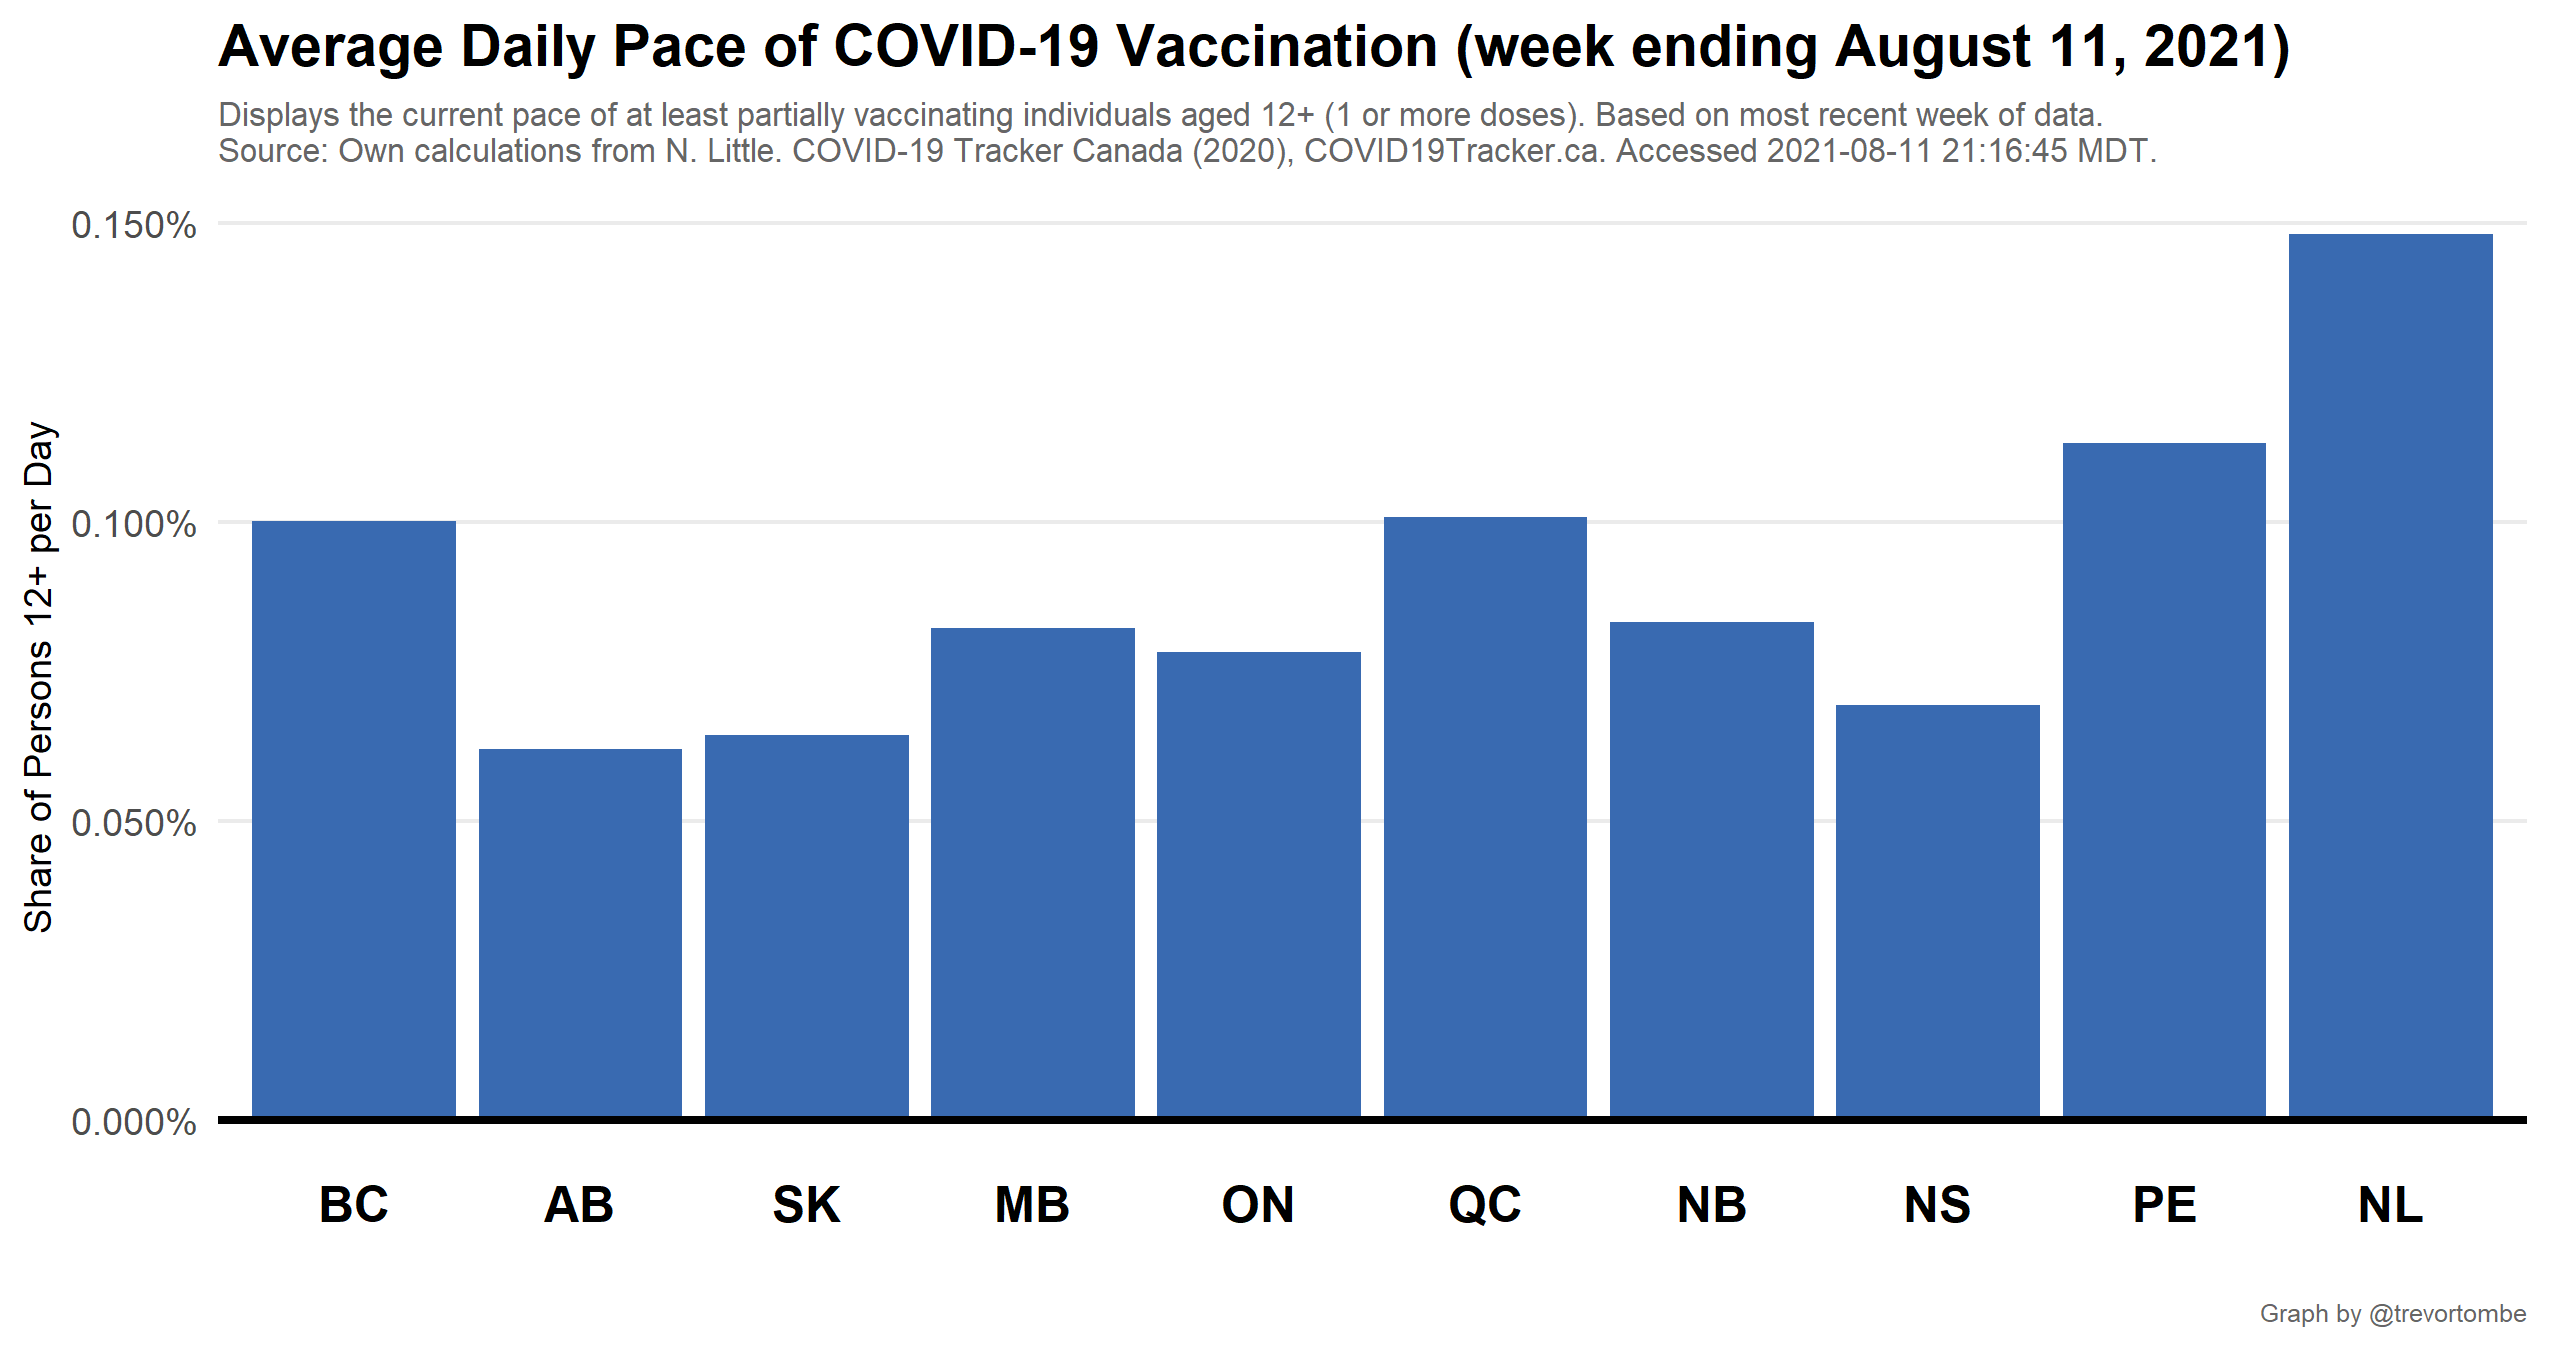 Average Daily Pace of COVID-19 Vaccination (week ending August 11, 2021)
Displays the current pace of at least partially vaccinating individuals aged 12+ (1 or more doses). Based on most recent week of data.
Source: Own calculations from N. Little. COVID-19 Tracker Canada (2020), COVID19Tracker.ca. Accessed 2021-08-11 21:16:45 MDT.
Share of Persons 12+ per Day
0.150%
0.100%
0.050%
0.000%
BC AB SK MB ON QC NB NS PE NL
Graph by @trevortombe